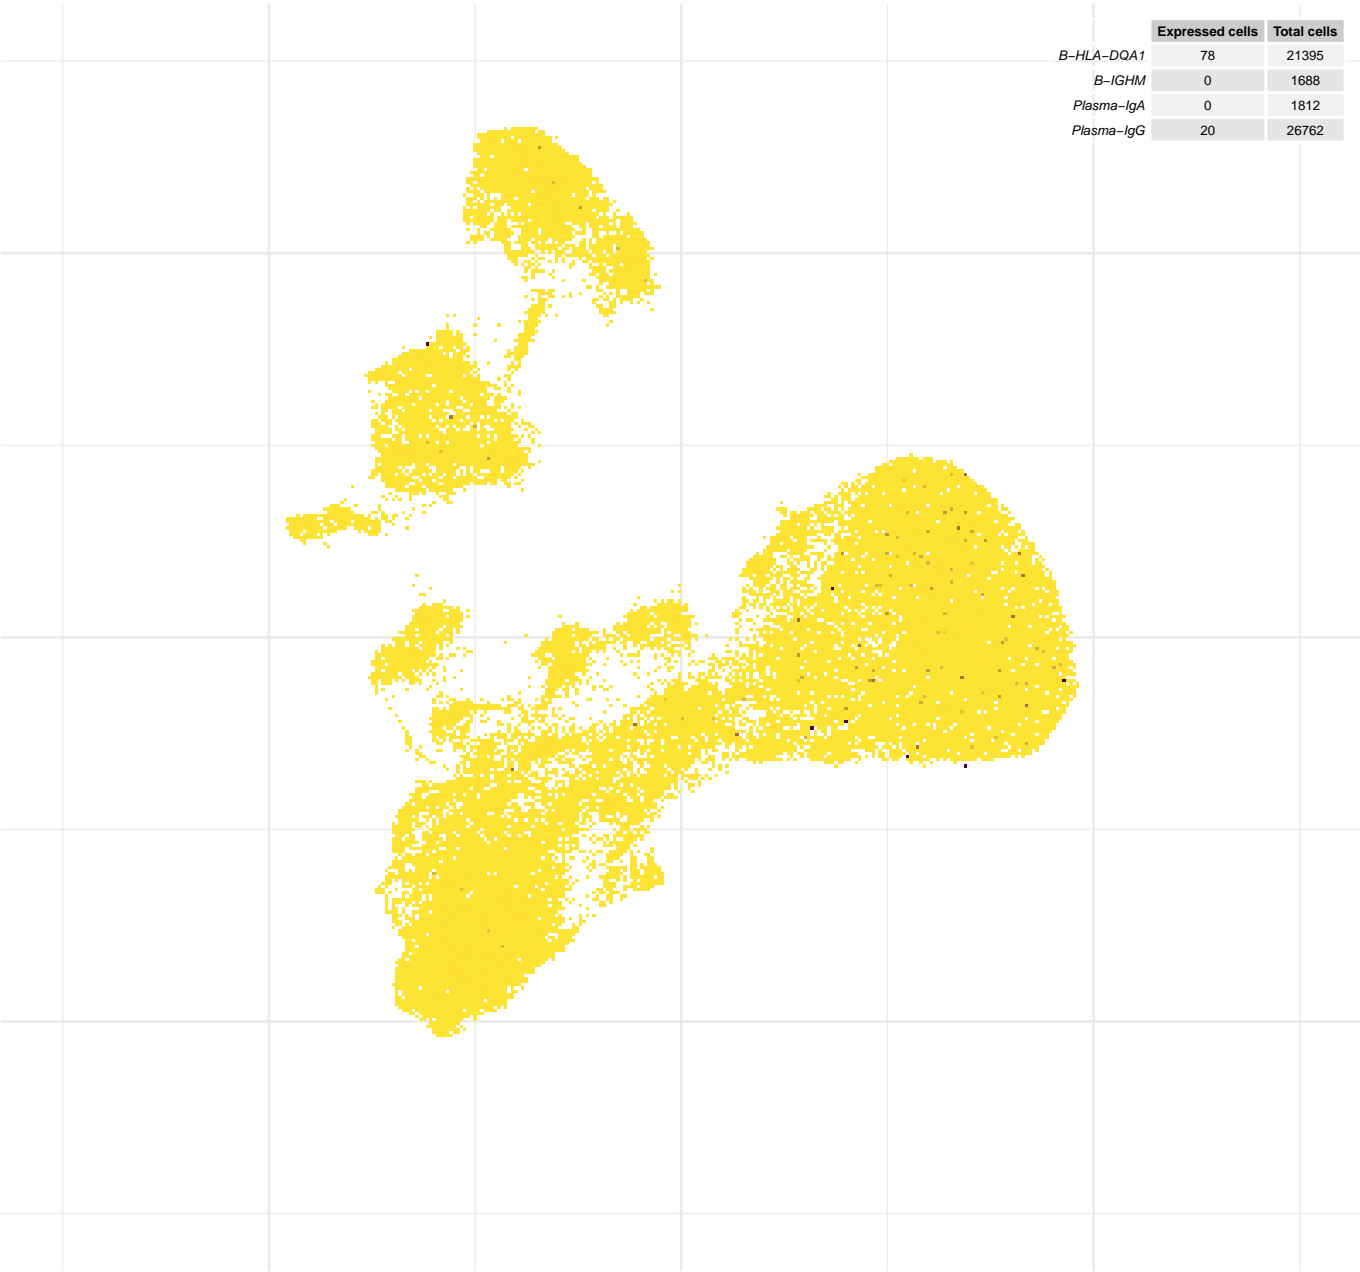 Expressed cells Total cells
B−HLA−DQA1 78 21395
B−IGHM 0 1688
Plasma−IgA 0 1812
Plasma−IgG 20 26762